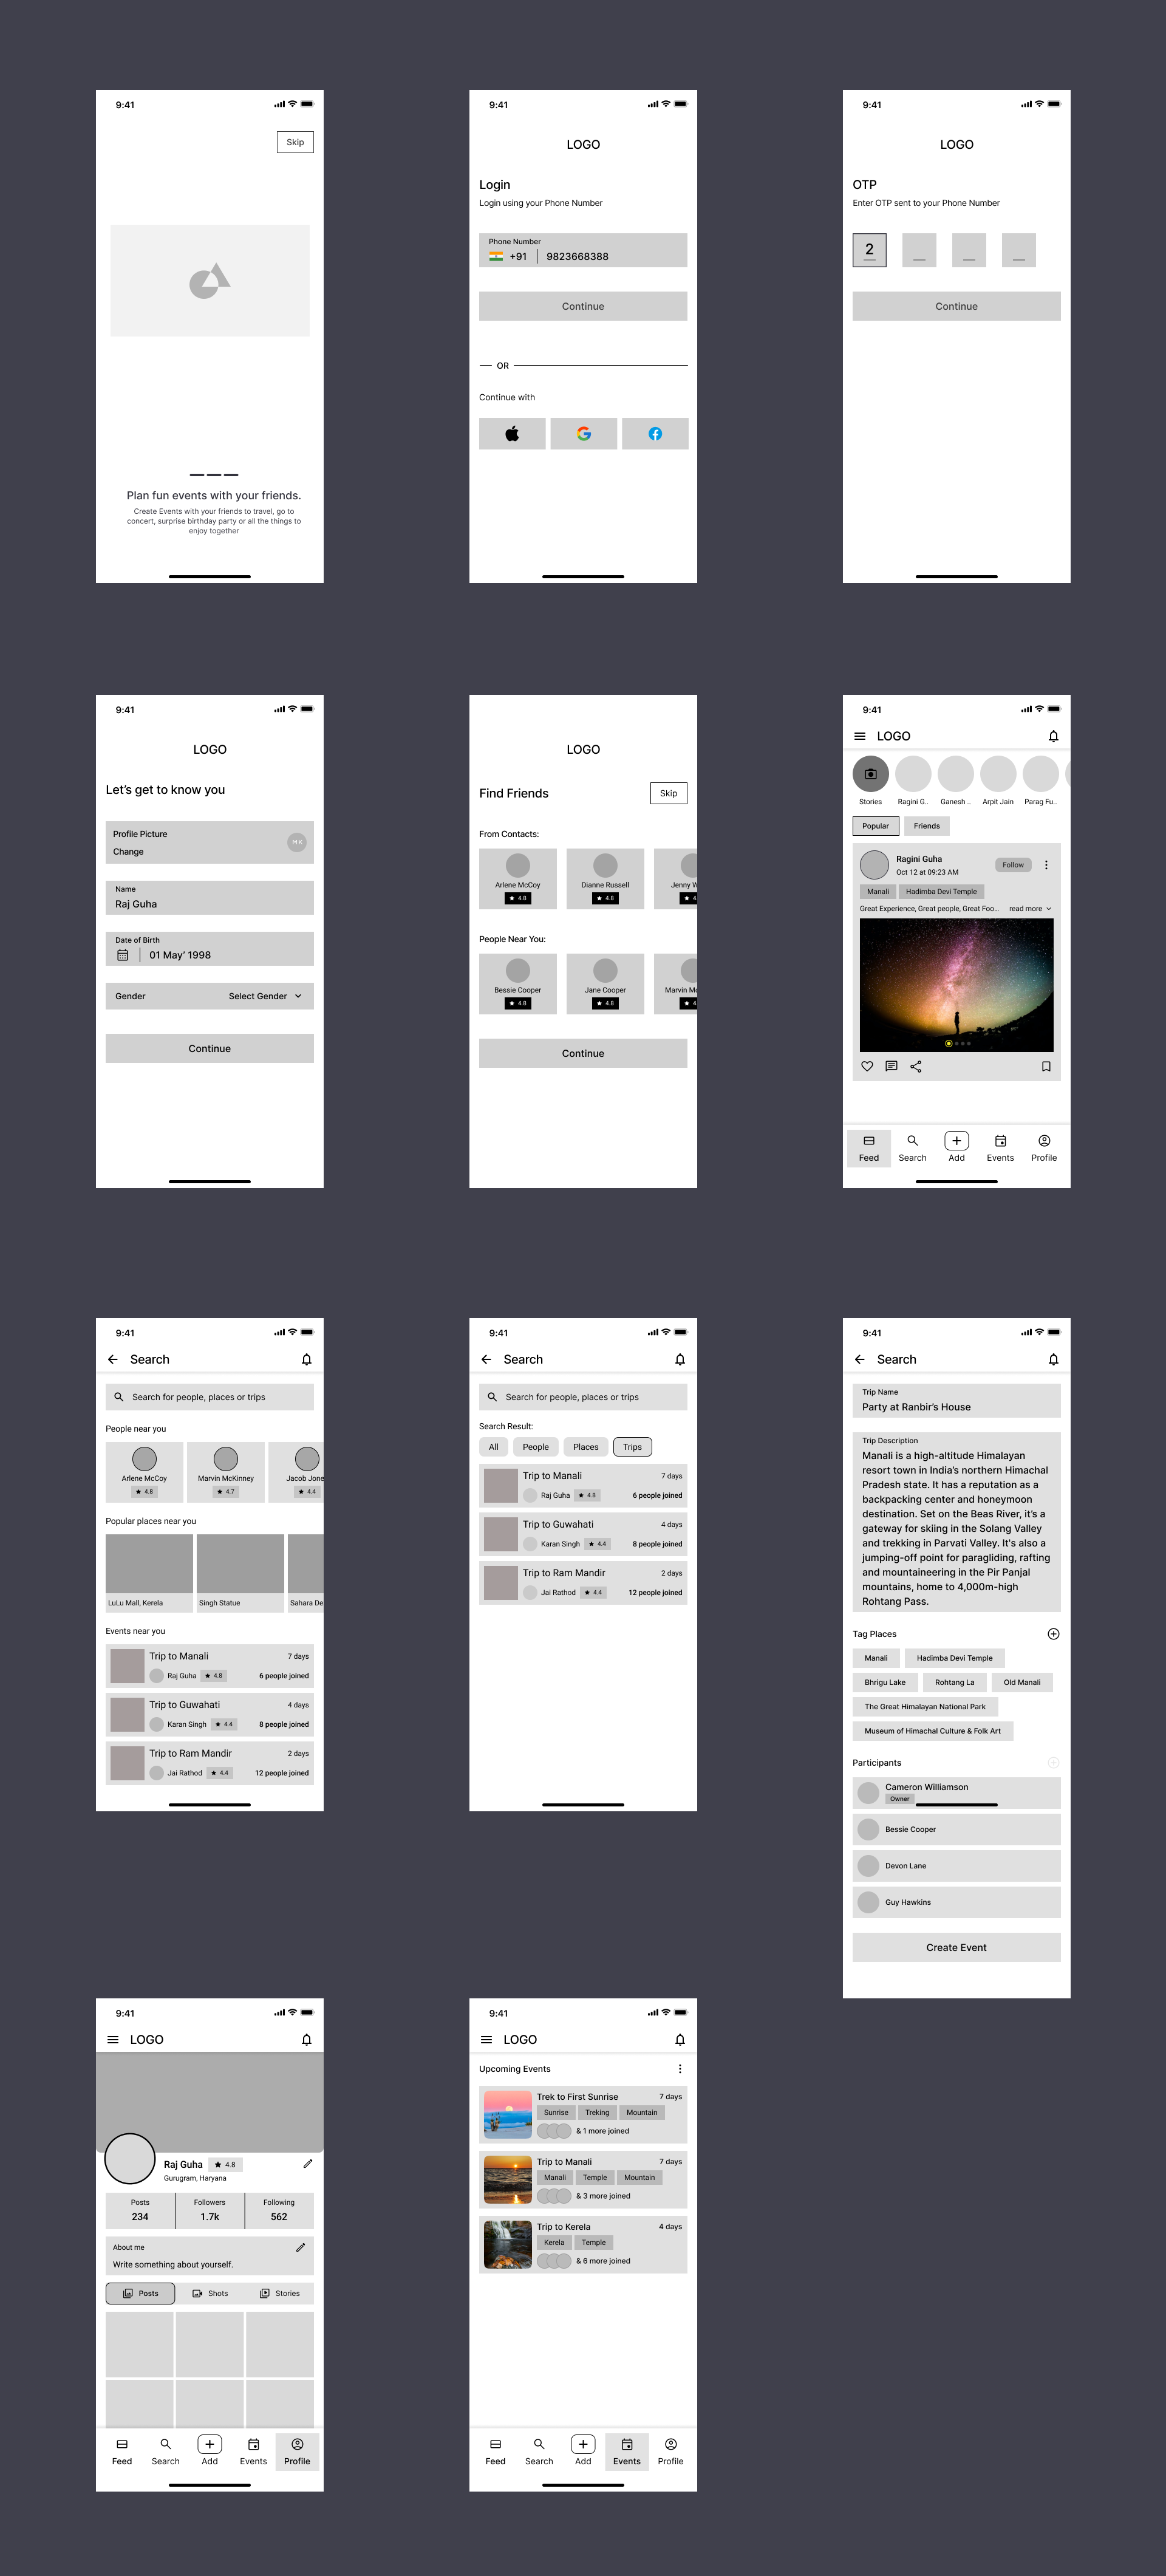 9:41
Skip
Plan fun events with your friends.
Create Events with your friends to travel, go to
concert, surprise birthday party or all the things to
enjoy together
9:41
LOGO
Login
Login using your Phone Number
Phone Number
+91 9823668388
Continue
OR
Continue with
9:41
LOGO
OTP
Enter OTP sent to your Phone Number
2
Continue
9:41
LOGO
Let's get to know you
Profile Picture
Change
MK
Name
Raj Guha
Date of Birth
01 May' 1998
Gender Select Gender
Continue
LOGO
Find Friends Skip
From Contacts:
Arlene McCoy Dianne Russell Jenny W
4.8 4.8 4.
People Near You:
Bessie Cooper Jane Cooper Marvin Mc
4.8 4.8 4.
Continue
9:41
LOGO
Stories Ragini G.. Ganesh .. Arpit Jain Parag Fu..
Popular Friends
Ragini Guha
Oct 12 at 09:23 AM
Follow
Manali Hadimba Devi Temple
Great Experience, Great people, Great Foo... read more
Feed Search Add Events Profile
9:41
Search
Search for people, places or trips
People near you
Arlene McCoy Marvin McKinney Jacob Jone
4.8 4.7 4.4
Popular places near you
LuLu Mall, Kerela Singh Statue Sahara De
Events near you
Trip to Manali 7 days
Raj Guha 4.8 6 people joined
Trip to Guwahati 4 days
Karan Singh 4.4 8 people joined
Trip to Ram Mandir 2 days
Jai Rathod 4.4 12 people joined
9:41
Search
Search for people, places or trips
Search Result:
All People Places Trips
Trip to Manali 7 days
Raj Guha 4.8 6 people joined
Trip to Guwahati 4 days
Karan Singh 4.4 8 people joined
Trip to Ram Mandir 2 days
Jai Rathod 4.4 12 people joined
9:41
Search
Trip Name
Party at Ranbir's House
Trip Description
Manali is a high-altitude Himalayan
resort town in India's northern Himachal
Pradesh state. It has a reputation as a
backpacking center and honeymoon
destination. Set on the Beas River, it's a
gateway for skiing in the Solang Valley
and trekking in Parvati Valley. It's also a
jumping-off point for paragliding, rafting
and mountaineering in the Pir Panjal
mountains, home to 4,000m-high
Rohtang Pass.
Tag Places
Manali Hadimba Devi Temple
Bhrigu Lake Rohtang La Old Manali
The Great Himalayan National Park
Museum of Himachal Culture & Folk Art
Participants
Cameron Williamson
Owner
Bessie Cooper
Devon Lane
Guy Hawkins
Create Event
9:41
LOGO
Raj Guha 4.8
Gurugram, Haryana
Posts Followers Following
234 1.7k 562
About me
Write something about yourself.
Posts Shots Stories
Feed Search Add Events Profile
9:41
LOGO
Upcoming Events
Trek to First Sunrise 7 days
Sunrise Treking Mountain
& 1 more joined
Trip to Manali 7 days
Manali Temple Mountain
& 3 more joined
Trip to Kerela 4 days
Kerela Temple
& 6 more joined
Feed Search Add Events Profile